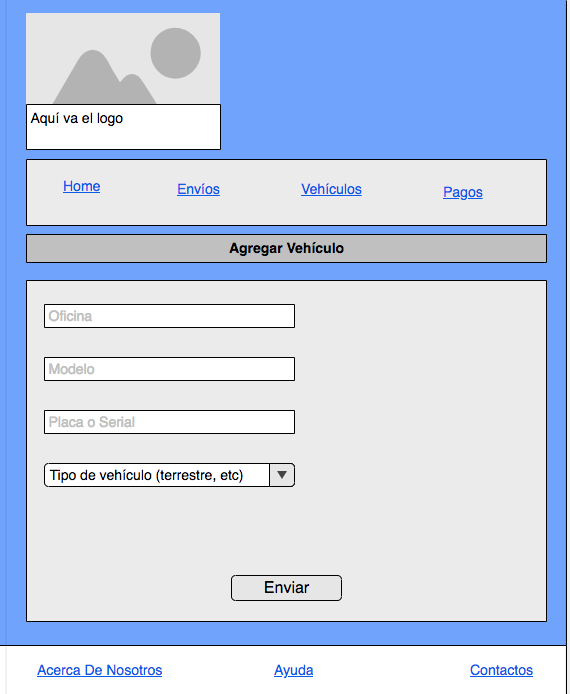 Aquí va el logo
Home Envíos Vehículos Pagos
Agregar Vehículo
Oficina
Modelo
Placa o Serial
Tipo de vehículo (terrestre, etc)
Enviar
Acerca De Nosotros Ayuda Contactos